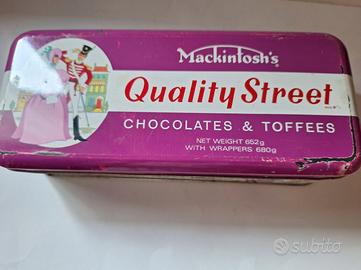 Mackintosh's
Quality Street
CHOCOLATES & TOFFEES
NET WEIGHT 652g
WITH WRAPPERS 680g
subito